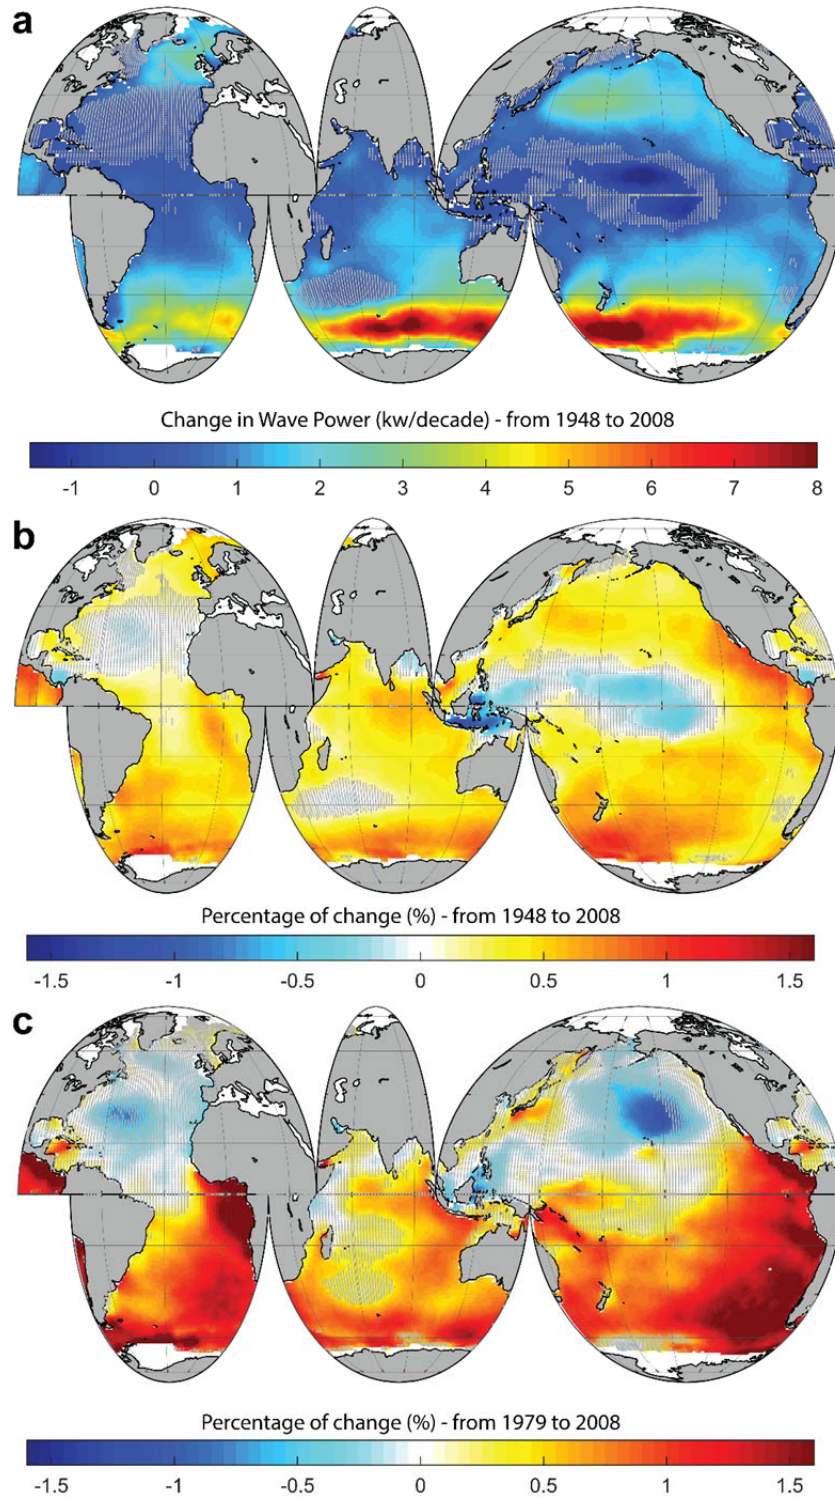 a
Change in Wave Power (kw/decade) - from 1948 to 2008
-1 0 1 2 3 4 5 6 7 8
b
Percentage of change (%) - from 1948 to 2008
-1.5 -1 -0.5 0 0.5 1 1.5
c
Percentage of change (%) - from 1979 to 2008
-1.5 -1 -0.5 0 0.5 1 1.5